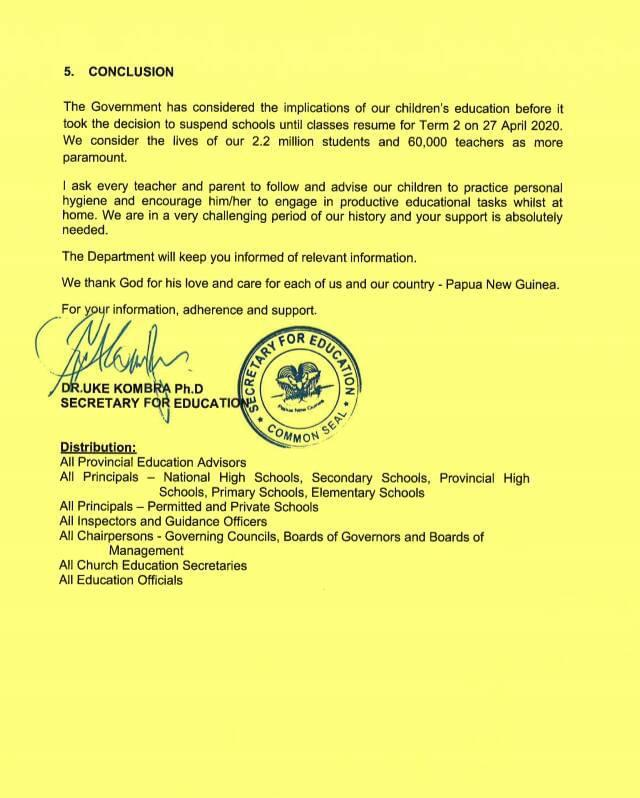 5. CONCLUSION
The Government has considered the implications of our children's education before it
took the decision to suspend schools until classes resume for Term 2 on 27 April 2020.
We consider the lives of our 2.2 million students and 60,000 teachers as more
paramount.
I ask every teacher and parent to follow and advise our children to practice personal
hygiene and encourage him/her to engage in productive educational tasks whilst at
home. We are in a very challenging period of our history and your support is absolutely
needed.
The Department will keep you informed of relevant information.
We thank God for his love and care for each of us and our country - Papua New Guinea.
For your information, adherence and support.
DR.UKE KOMBRA Ph.D
SECRETARY FOR EDUCATION
SECRETARY FOR EDUCATION
Papua New Guinea
COMMON SEAL
Distribution:
All Provincial Education Advisors
All Principals – National High Schools, Secondary Schools, Provincial High
Schools, Primary Schools, Elementary Schools
All Principals – Permitted and Private Schools
All Inspectors and Guidance Officers
All Chairpersons - Governing Councils, Boards of Governors and Boards of
Management
All Church Education Secretaries
All Education Officials